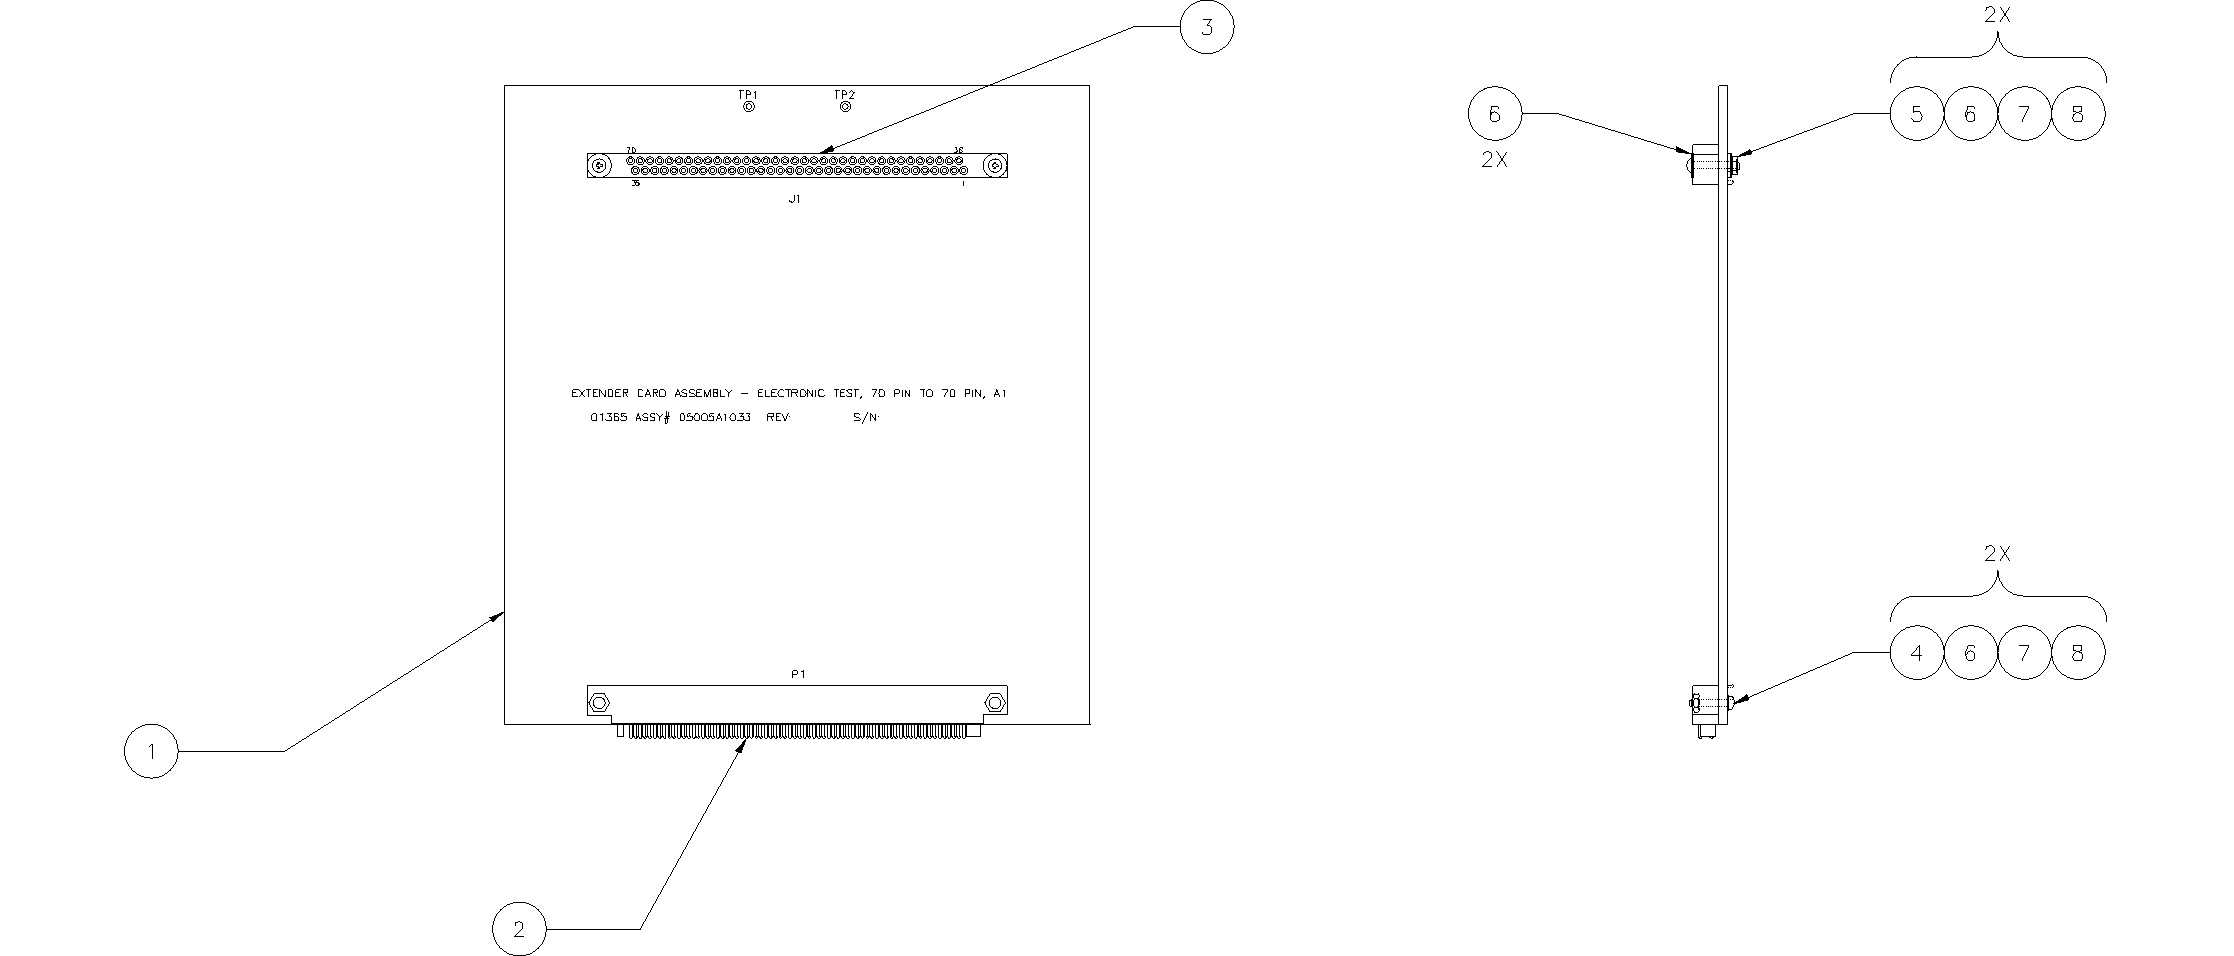 3
2X
TP1 TP2
6
5 6 7 8
70 36
2X
35 1
J1
EXTENDER CARD ASSEMBLY - ELECTRONIC TEST, 70 PIN TO 70 PIN, A1
01365 ASSY# 05005A1033 REV: S/N:
2X
4 6 7 8
P1
1
2